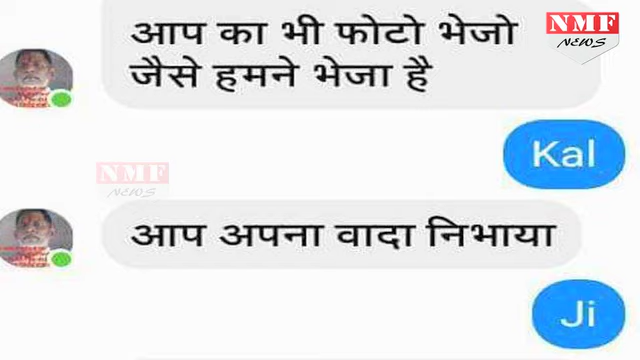 आप का भी फोटो भेजो
जैसे हमने भेजा है
NMF
NEWS
Kal
NMF
NEWS
आप अपना वादा निभाया
Ji